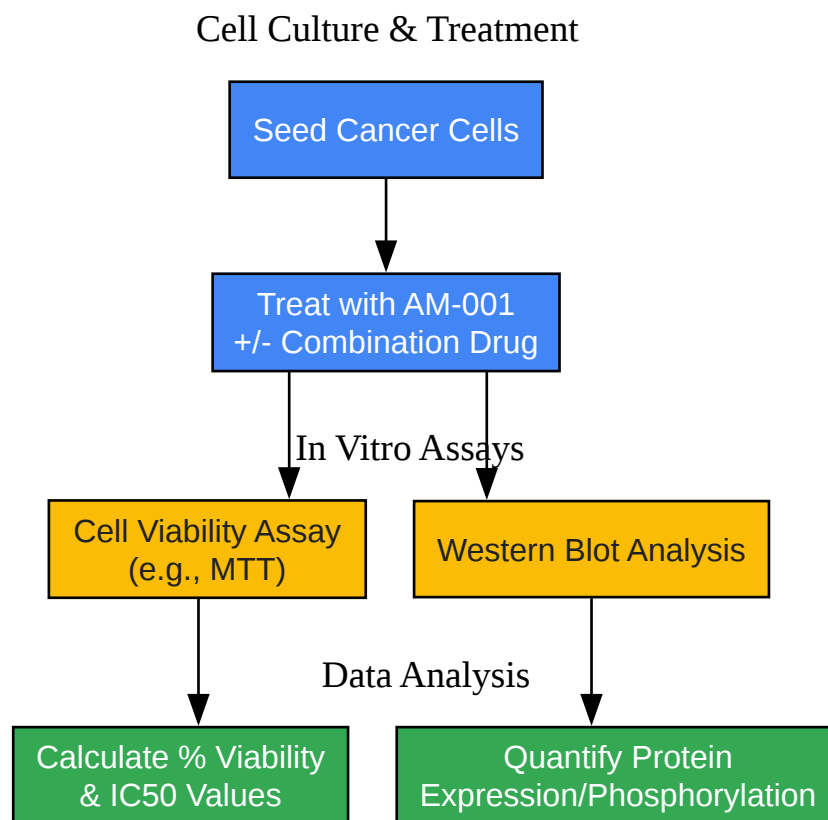 Cell Culture & Treatment
Seed Cancer Cells
Treat with AM-001
+/- Combination Drug
In Vitro Assays
Cell Viability Assay
(e.g., MTT)
Western Blot Analysis
Data Analysis
Calculate % Viability
& IC50 Values
Quantify Protein
Expression/Phosphorylation